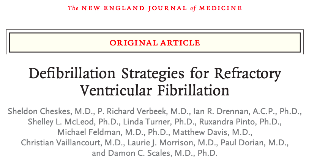 The NEW ENGLAND JOURNAL of MEDICINE
ORIGINAL ARTICLE
Defibrillation Strategies for Refractory
Ventricular Fibrillation
Sheldon Cheskes, M.D., P. Richard Verbeek, M.D., Ian R. Drennan, A.C.P., Ph.D.,
Shelley L. McLeod, Ph.D., Linda Turner, Ph.D., Ruxandra Pinto, Ph.D.,
Michael Feldman, M.D., Ph.D., Matthew Davis, M.D.,
Christian Vaillancourt, M.D., Laurie J. Morrison, M.D., Paul Dorian, M.D.,
and Damon C. Scales, M.D., Ph.D.